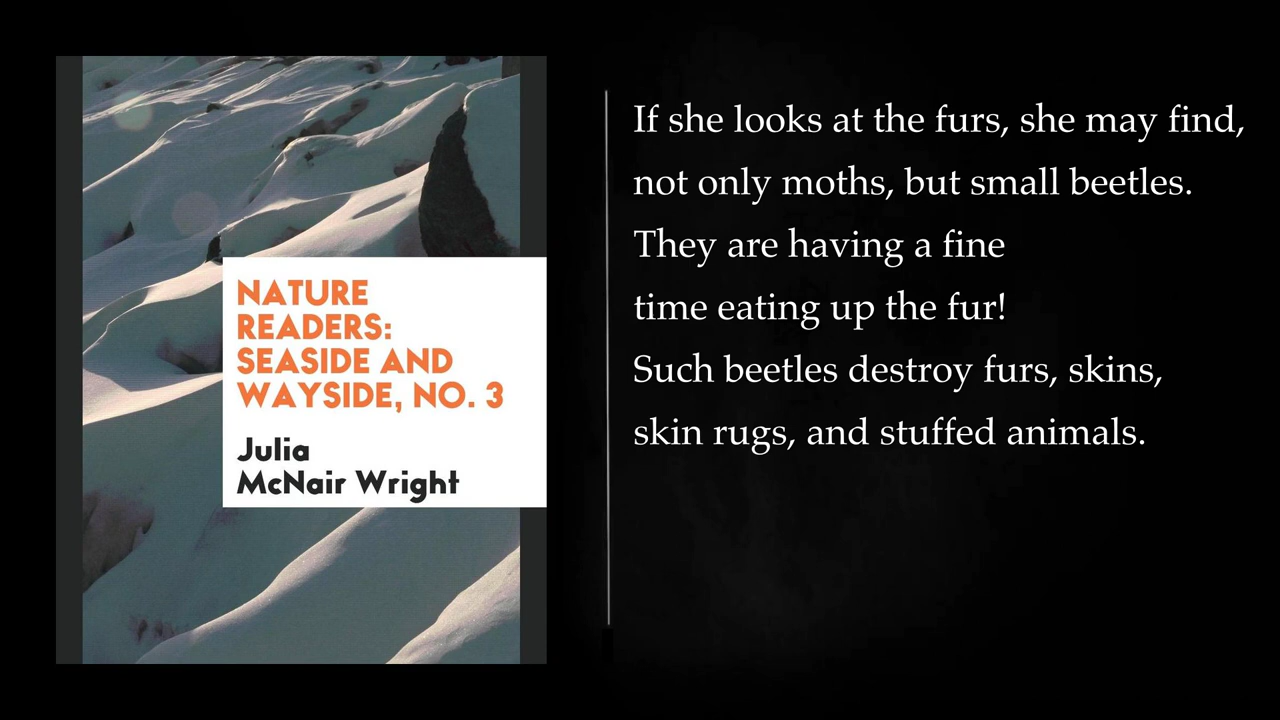 NATURE
READERS:
SEASIDE AND
WAYSIDE, NO. 3
Julia
McNair Wright
If she looks at the furs, she may find,
not only moths, but small beetles.
They are having a fine
time eating up the fur!
Such beetles destroy furs, skins,
skin rugs, and stuffed animals.